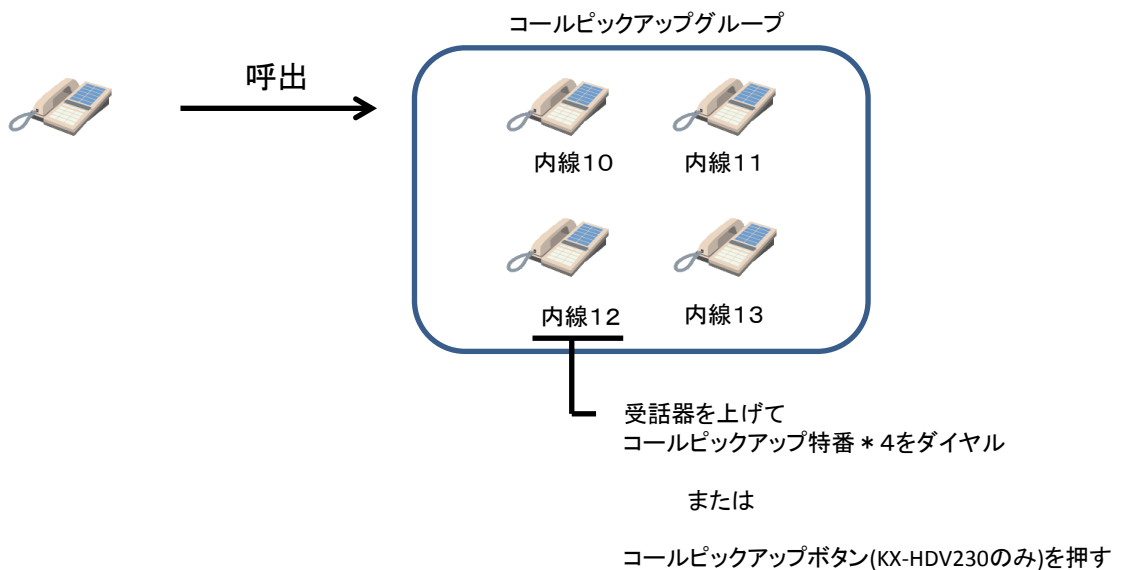 コールピックアップグループ
呼出
内線10 内線11
内線12 内線13
受話器を上げて
コールピックアップ特番＊4をダイヤル
または
コールピックアップボタン(KX-HDV230のみ)を押す